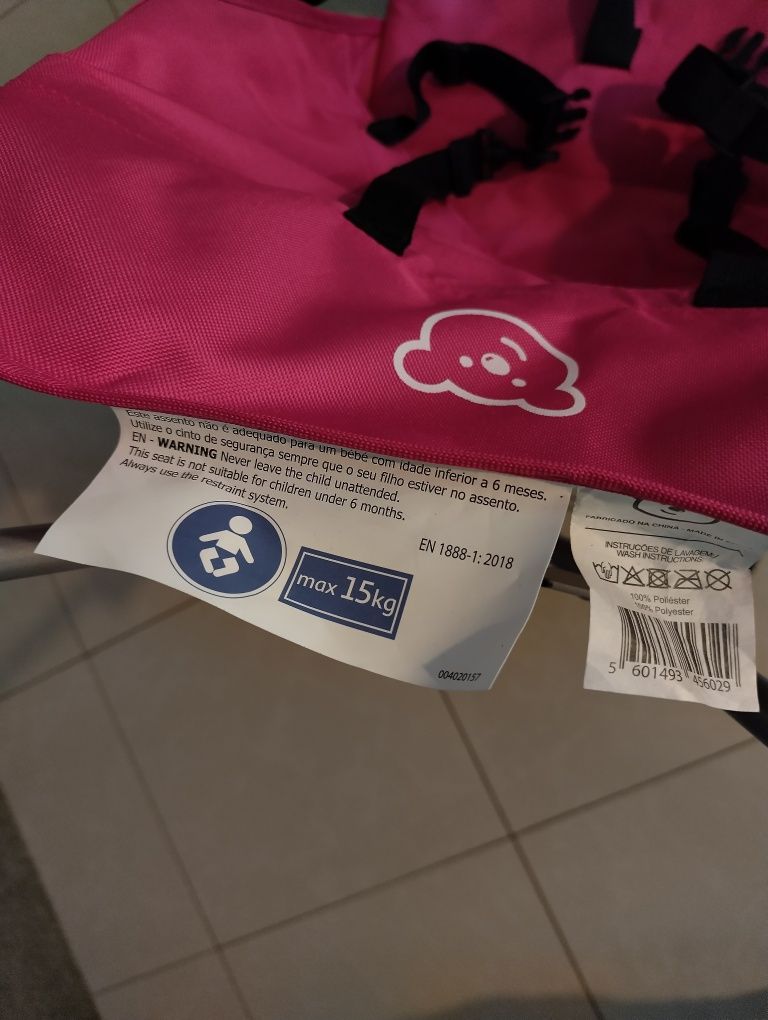 Este assento não é adequado para um bébé com idade inferior a 6 meses.
Utilize o cinto de segurança sempre que o seu filho estiver no assento.
EN - WARNING Never leave the child unattended.
This seat is not suitable for children under 6 months.
Always use the restraint system.
EN 1888-1: 2018
max 15kg
004020157
FABRICADO NA CHINA - MADE
INSTRUÇÕES DE LAVAGEM/
WASH INSTRUCTIONS:
100% Poliéster
100% Polyester
5 601493 456029